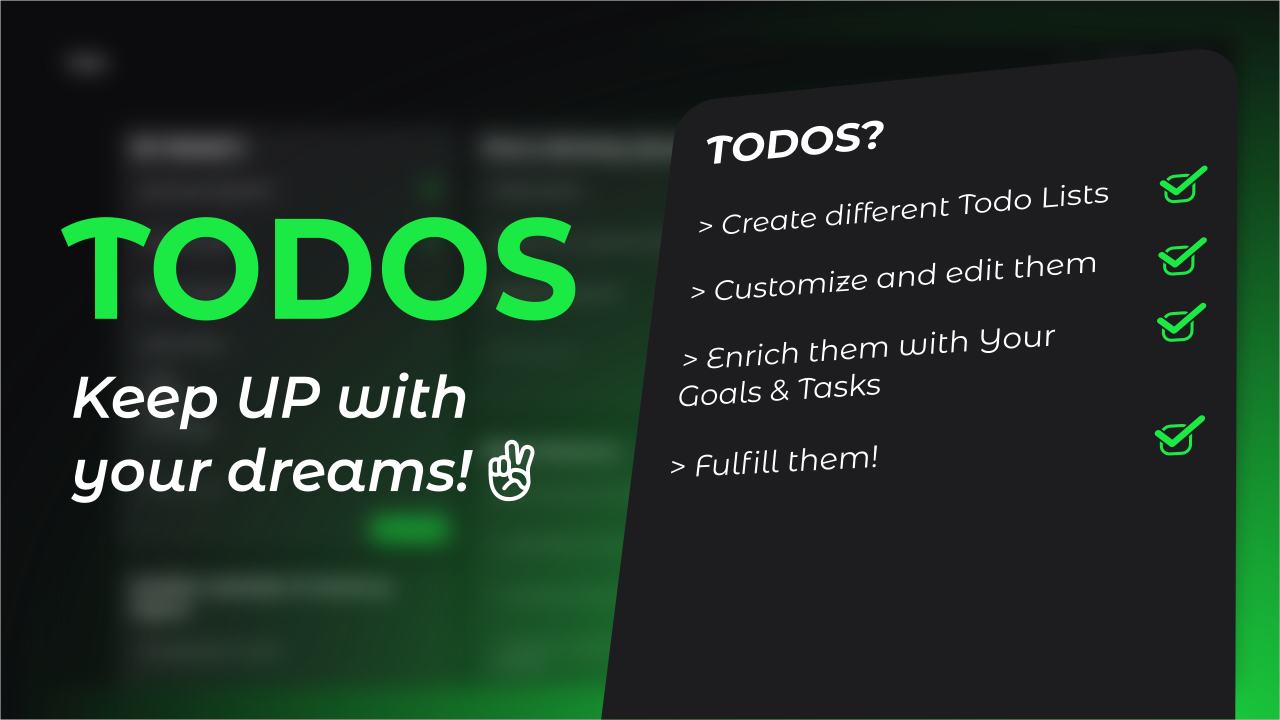 TODOS
Keep UP with
your dreams!
TODOS?
> Create different Todo Lists
> Customize and edit them
> Enrich them with Your
Goals & Tasks
> Fulfill them!